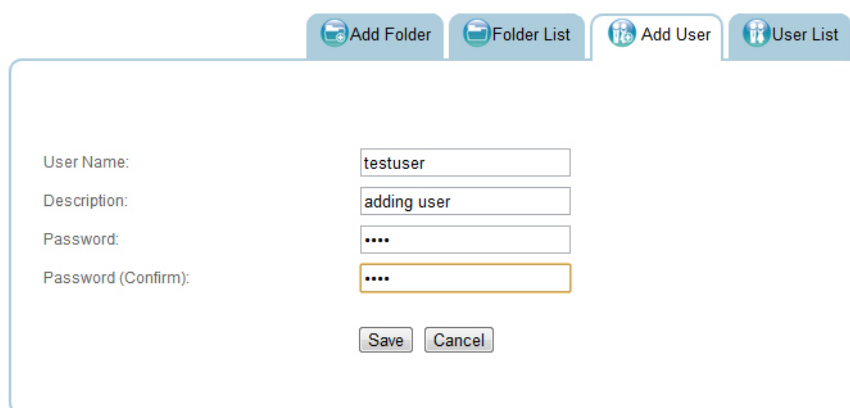 Add Folder Folder List Add User User List
User Name: testuser
Description: adding user
Password: ••••
Password (Confirm): ••••
Save Cancel